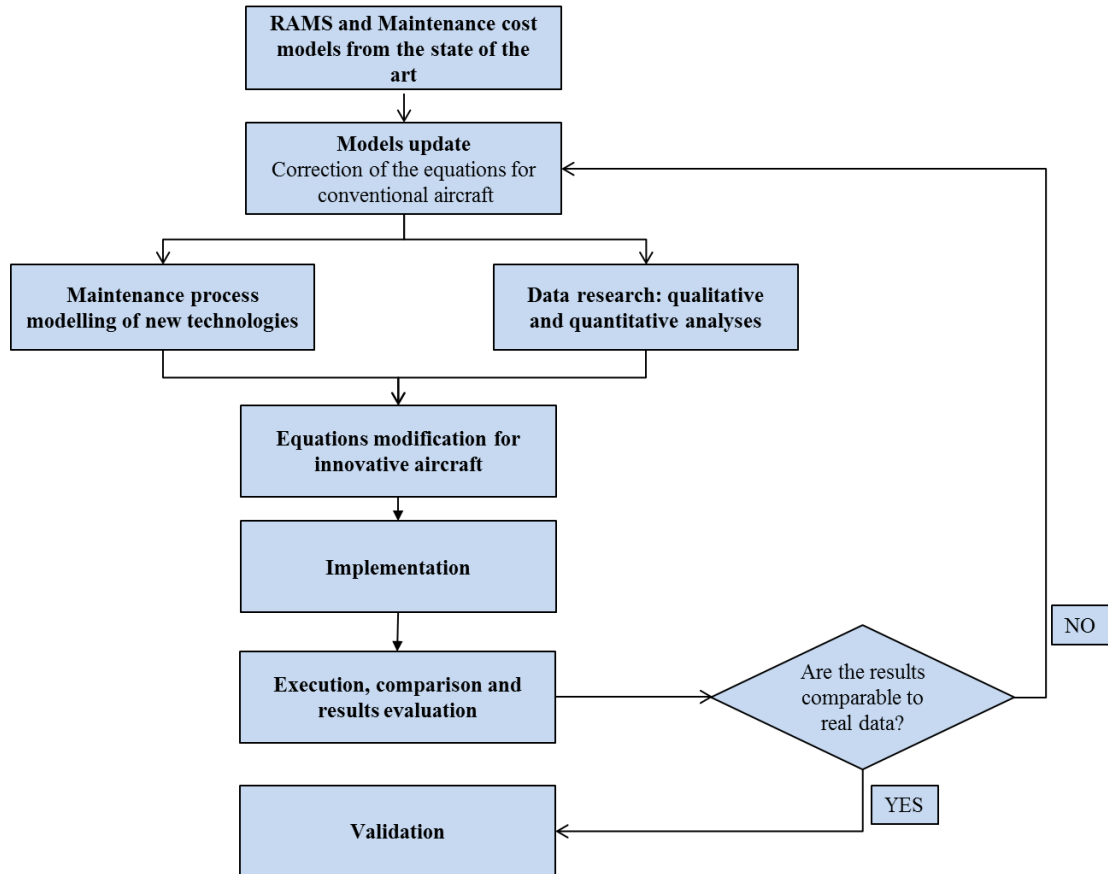 RAMS and Maintenance cost
models from the state of the
art
Models update
Correction of the equations for
conventional aircraft
Maintenance process
modelling of new technologies
Data research: qualitative
and quantitative analyses
Equations modification for
innovative aircraft
Implementation
Execution, comparison and
results evaluation
Are the results
comparable to
real data?
NO
YES
Validation